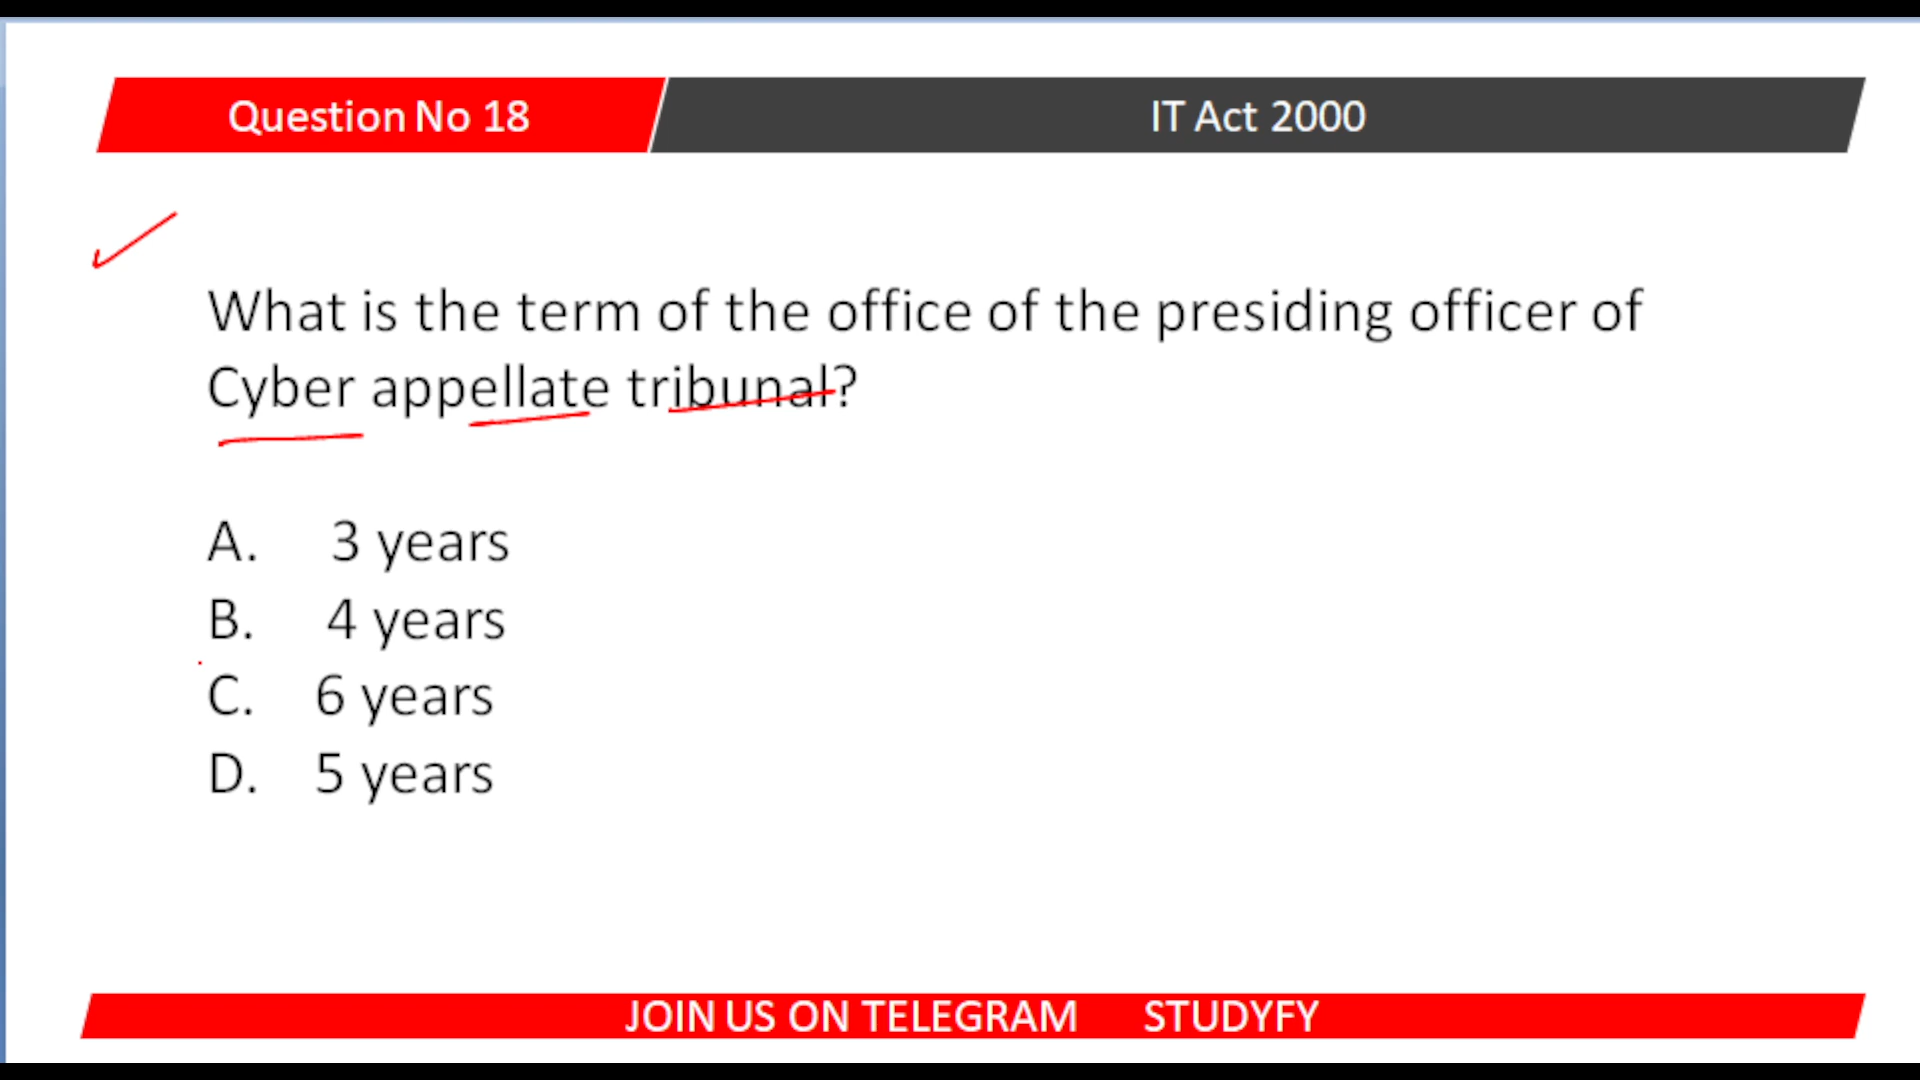 Question No 18
IT Act 2000
What is the term of the office of the presiding officer of
Cyber appellate tribunal?
A. 3 years
B. 4 years
C. 6 years
D. 5 years
JOIN US ON TELEGRAM STUDYFY